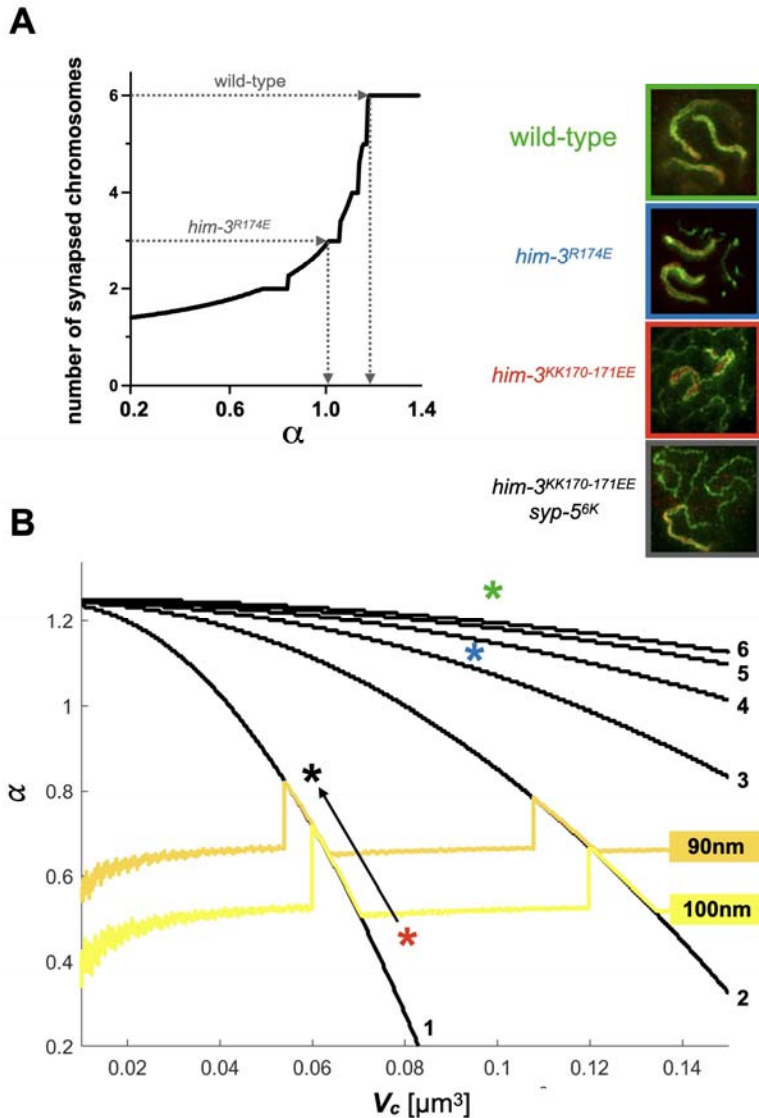 A
number of synapsed chromosomes
6
4
2
0
wild-type
him-3R174E
0.2 0.6 1.0 1.4
α
wild-type
him-3R174E
him-3KK170-171EE
him-3KK170-171EE
syp-56K
B
α
1.2
1
0.8
0.6
0.4
0.2
* * * *
6
5
4
3
90nm
100nm
2
1
0.02 0.04 0.06 0.08 0.10 0.12 0.14
Vc [µm³]